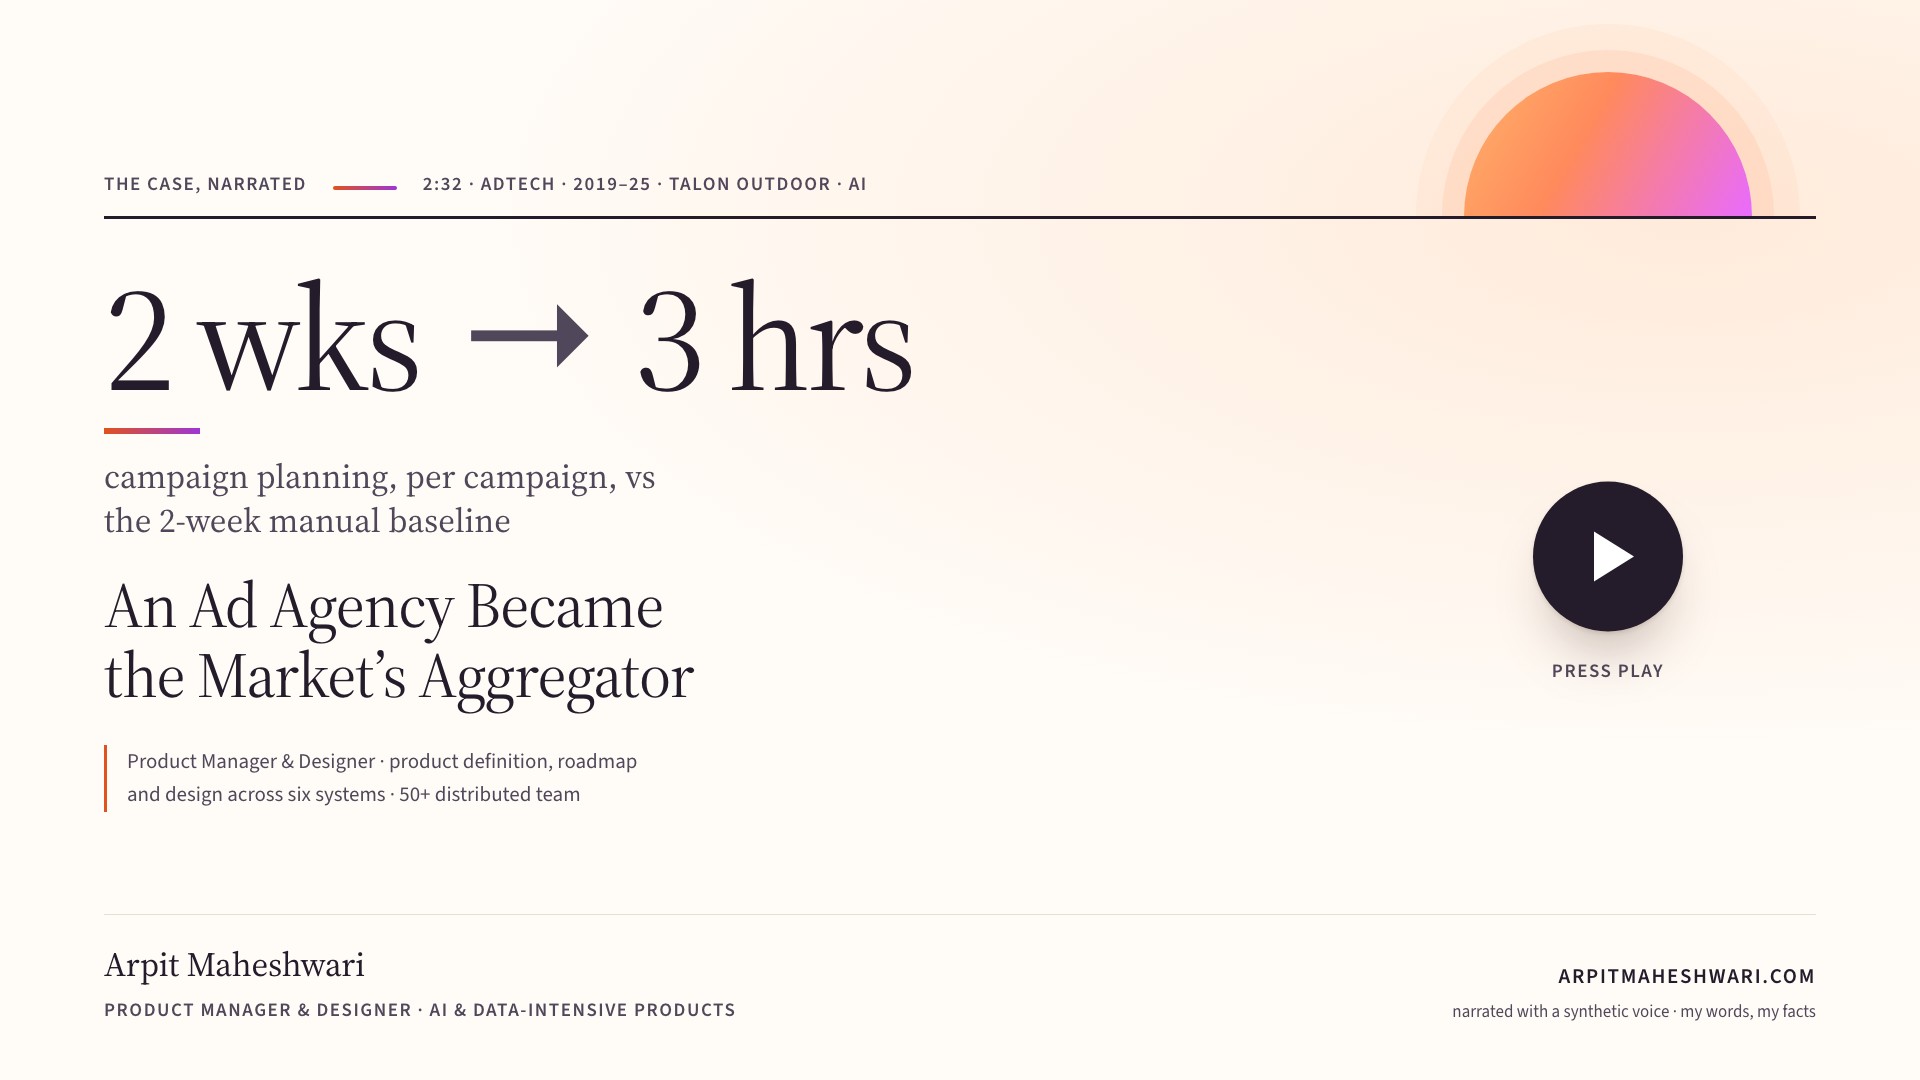 THE CASE, NARRATED
2:32 · ADTECH · 2019–25 · TALON OUTDOOR · AI
2 wks → 3 hrs
campaign planning, per campaign, vs
the 2-week manual baseline
An Ad Agency Became
the Market’s Aggregator
Product Manager & Designer · product definition, roadmap
and design across six systems · 50+ distributed team
PRESS PLAY
Arpit Maheshwari
PRODUCT MANAGER & DESIGNER · AI & DATA-INTENSIVE PRODUCTS
ARPITMAHESHWARI.COM
narrated with a synthetic voice · my words, my facts